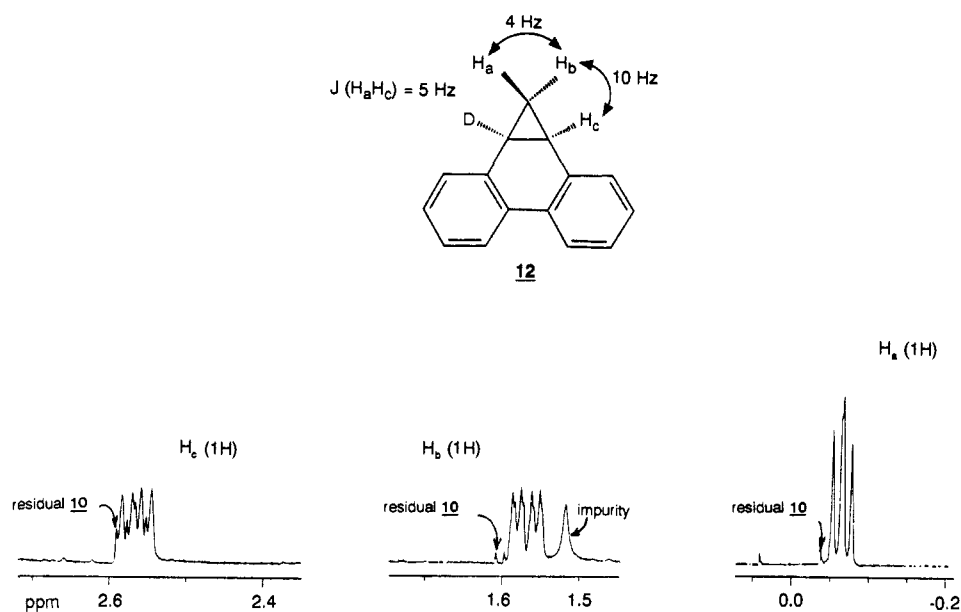 4 Hz
Ha Hb
J (HaHc) = 5 Hz
10 Hz
D Hc
12
Ha (1H)
Hc (1H)
Hb (1H)
residual 10
residual 10
impurity
residual 10
ppm 2.6 2.4 1.6 1.5 0.0 -0.2